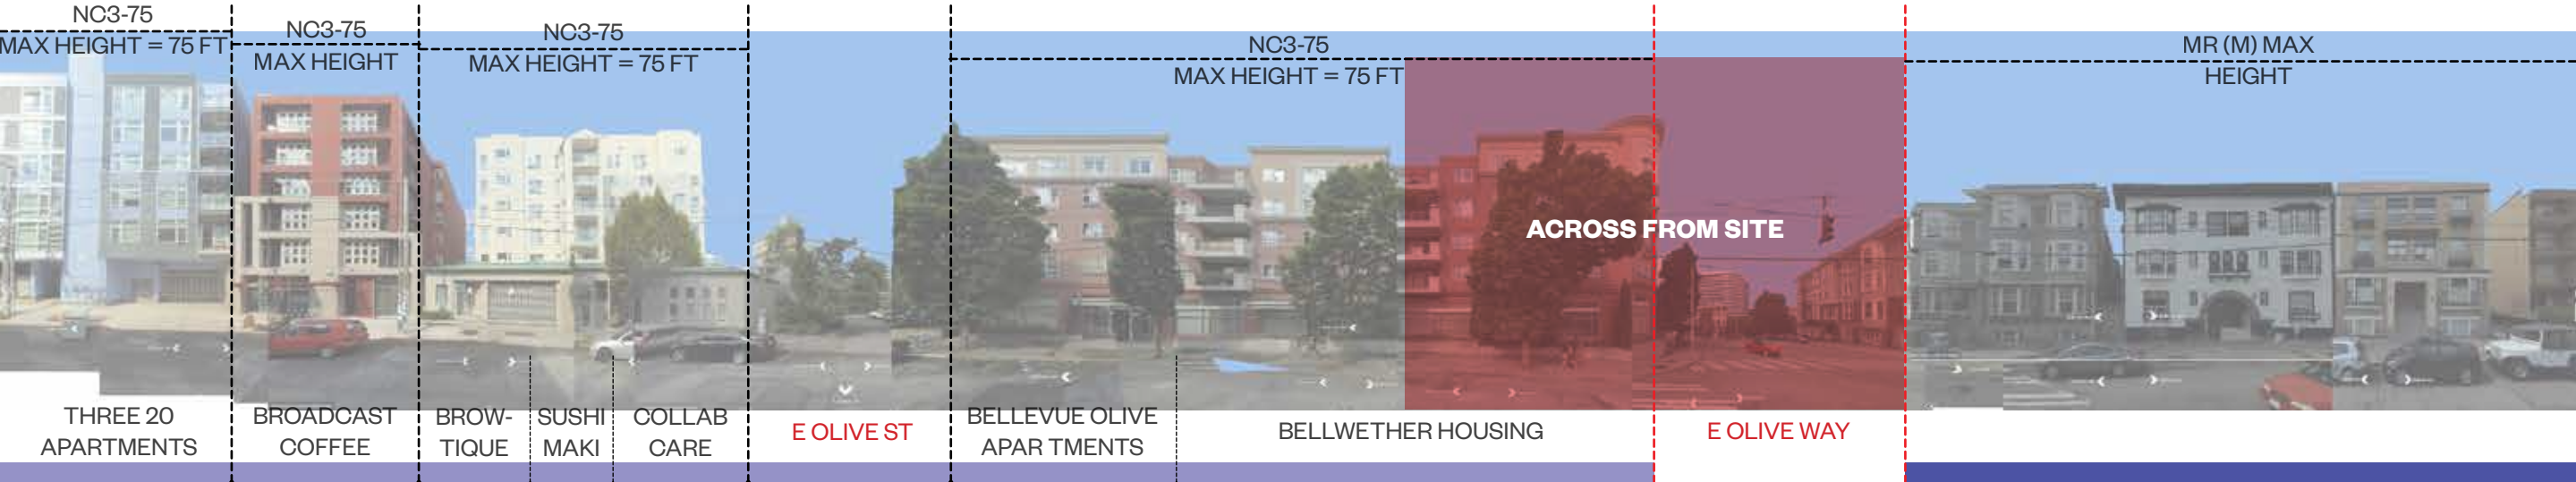 NC3-75
MAX HEIGHT = 75 FT
NC3-75
MAX HEIGHT
NC3-75
MAX HEIGHT = 75 FT
NC3-75
MAX HEIGHT = 75 FT
MR (M) MAX
HEIGHT
ACROSS FROM SITE
THREE 20
APARTMENTS
BROADCAST
COFFEE
BROW-
TIQUE
SUSHI
MAKI
COLLAB
CARE
E OLIVE ST
BELLEVUE OLIVE
APAR TMENTS
BELLWETHER HOUSING
E OLIVE WAY